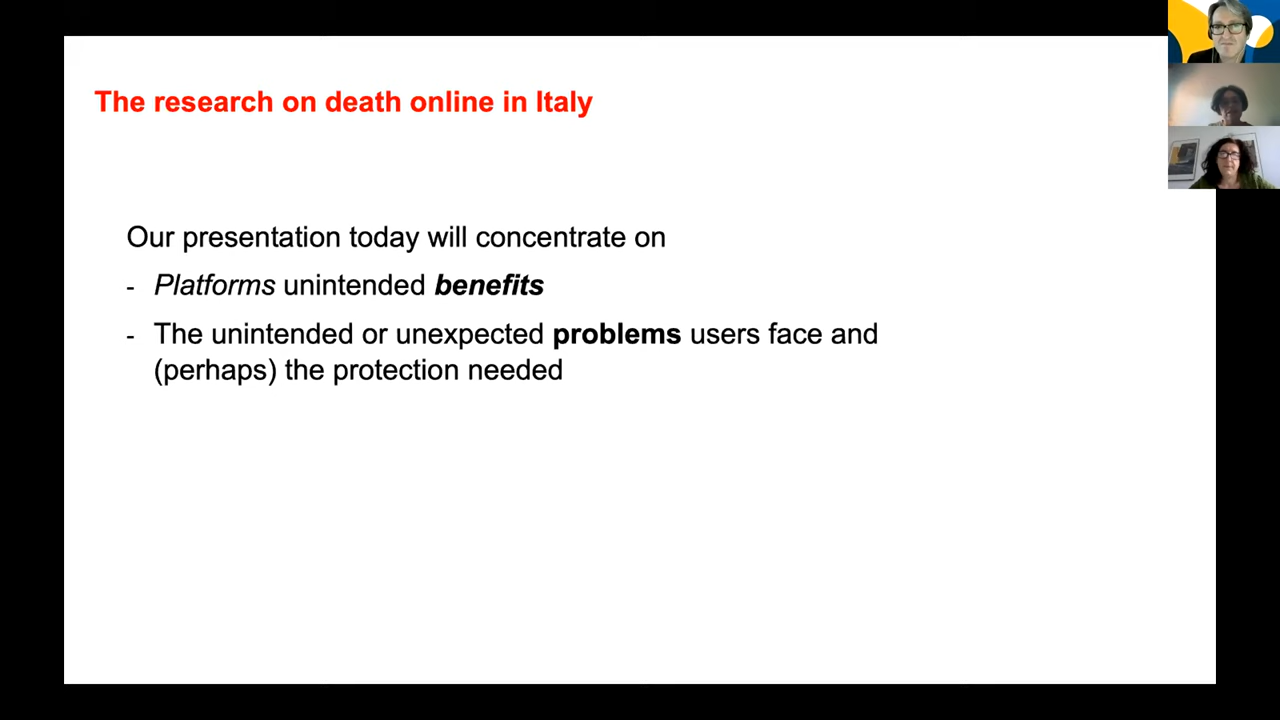 The research on death online in Italy
Our presentation today will concentrate on
- Platforms unintended benefits
- The unintended or unexpected problems users face and
(perhaps) the protection needed